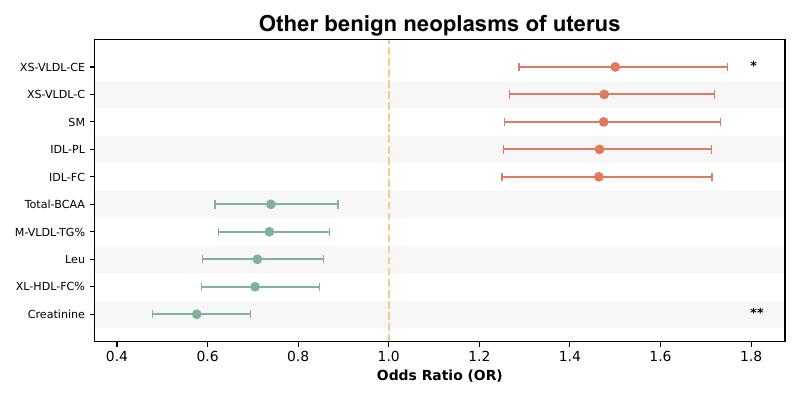 Other benign neoplasms of uterus
XS-VLDL-CE
*
XS-VLDL-C
SM
IDL-PL
IDL-FC
Total-BCAA
M-VLDL-TG%
Leu
XL-HDL-FC%
Creatinine
**
0.4 0.6 0.8 1.0 1.2 1.4 1.6 1.8
Odds Ratio (OR)